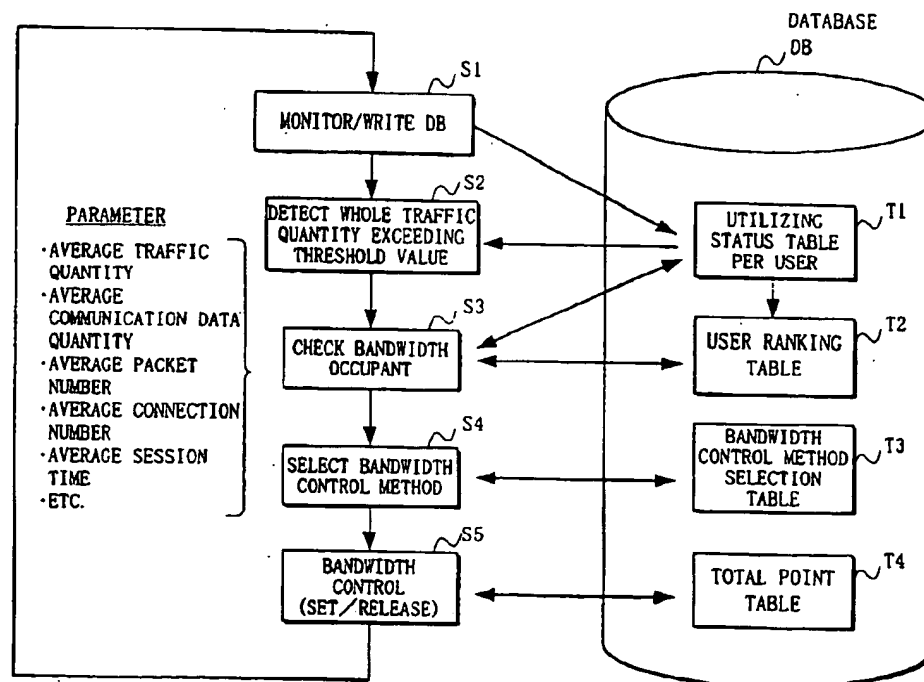 DATABASE
DB
S1
MONITOR/WRITE DB
S2
DETECT WHOLE TRAFFIC
QUANTITY EXCEEDING
THRESHOLD VALUE
PARAMETER
·AVERAGE TRAFFIC
QUANTITY
·AVERAGE
COMMUNICATION DATA
QUANTITY
·AVERAGE PACKET
NUMBER
·AVERAGE CONNECTION
NUMBER
·AVERAGE SESSION
TIME
·ETC.
S3
CHECK BANDWIDTH
OCCUPANT
S4
SELECT BANDWIDTH
CONTROL METHOD
S5
BANDWIDTH
CONTROL
(SET/RELEASE)
T1
UTILIZING
STATUS TABLE
PER USER
T2
USER RANKING
TABLE
T3
BANDWIDTH
CONTROL METHOD
SELECTION
TABLE
T4
TOTAL POINT
TABLE